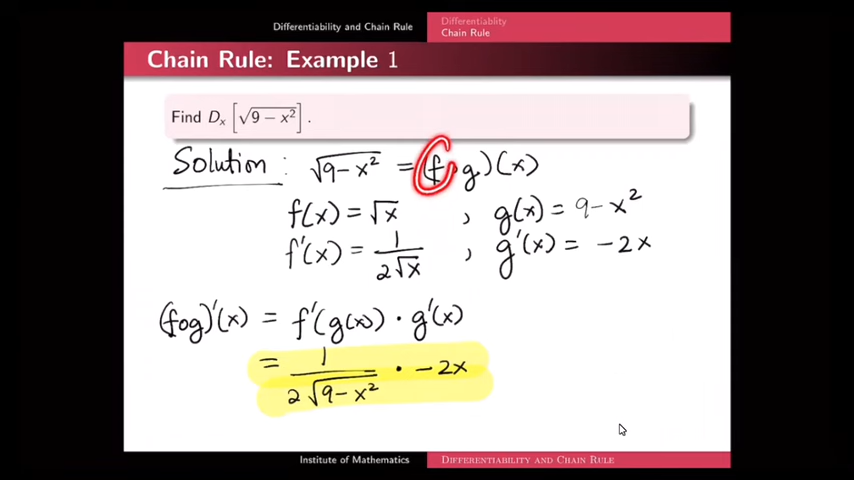 Differentiability and Chain Rule
Differentiablity
Chain Rule
Chain Rule: Example 1
Find Dₓ [√(9 − x²)] .
Solution : √(9−x²) = (f∘g)(x)
f(x) = √x , g(x) = 9−x²
f'(x) = 1/(2√x) , g'(x) = −2x
(f∘g)'(x) = f'(g(x)) · g'(x)
= 1/(2√(9−x²)) · −2x
Institute of Mathematics
DIFFERENTIABILITY AND CHAIN RULE